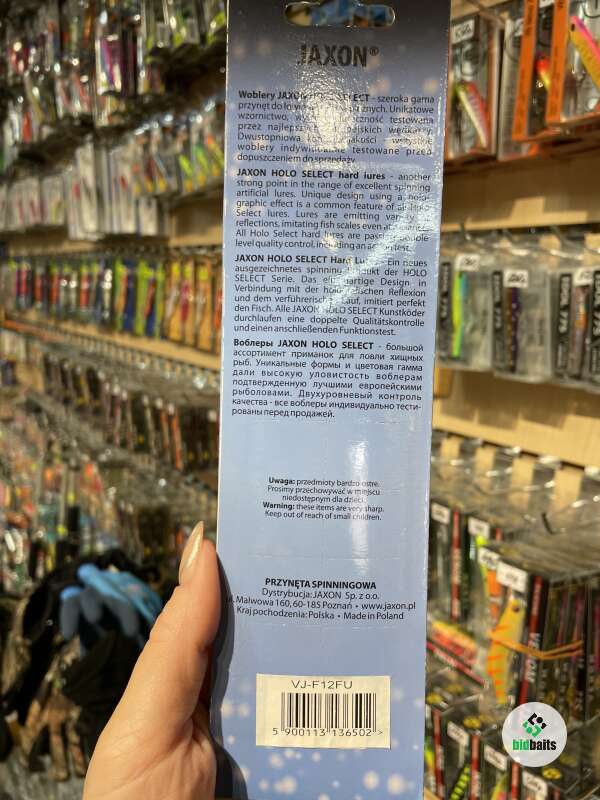 JAXON®
Woblery JAXON HOLO SELECT - szeroka gama
wzornictwo, testowana
przez
Dwustopniowa jakości - wszystkie
woblery indywidualnie testowane przed
dopuszczeniem do sprzedaży.
JAXON HOLO SELECT hard lures - another
strong point in the range of excellent spinning
artificial lures. Unique design using a holo-
graphic effect is a common feature of all Holo
Select lures. Lures are emitting
reflections, imitating fish scales even at
All Holo Select hard lures are double
level quality control, including an action test.
JAXON HOLO SELECT Hard Lures - Ein neues
ausgezeichnetes spinning Produkt der HOLO
SELECT Serie. Das einzigartige Design in
Verbindung mit der holografischen Reflexion
und dem verführerischen Lauf, imitiert perfekt
den Fisch. Alle JAXON HOLO SELECT Kunstköder
durchlaufen eine doppelte Qualitätskontrolle
und einen anschließenden Funktionstest.
Воблеры JAXON HOLO SELECT - большой
ассортимент приманок для ловли хищных
рыб. Уникальные формы и цветовая гамма
дали высокую уловистость воблерам
подтвержденную лучшими европейскими
рыболовами. Двухуровневый контроль
качества - все воблеры индивидуально тести-
рованы перед продажей.
Uwaga: przedmioty bardzo ostre.
Prosimy przechowywać w miejscu
niedostępnym dla dzieci.
Warning: these items are very sharp.
Keep out of reach of small children.
PRZYNĘTA SPINNINGOWA
Dystrybucja: JAXON Sp. z o.o.
ul. Malwowa 160, 60-185 Poznań • www.jaxon.pl
Kraj pochodzenia: Polska • Made in Poland
VJ-F12FU
5 900113 136502 >
bidbaits